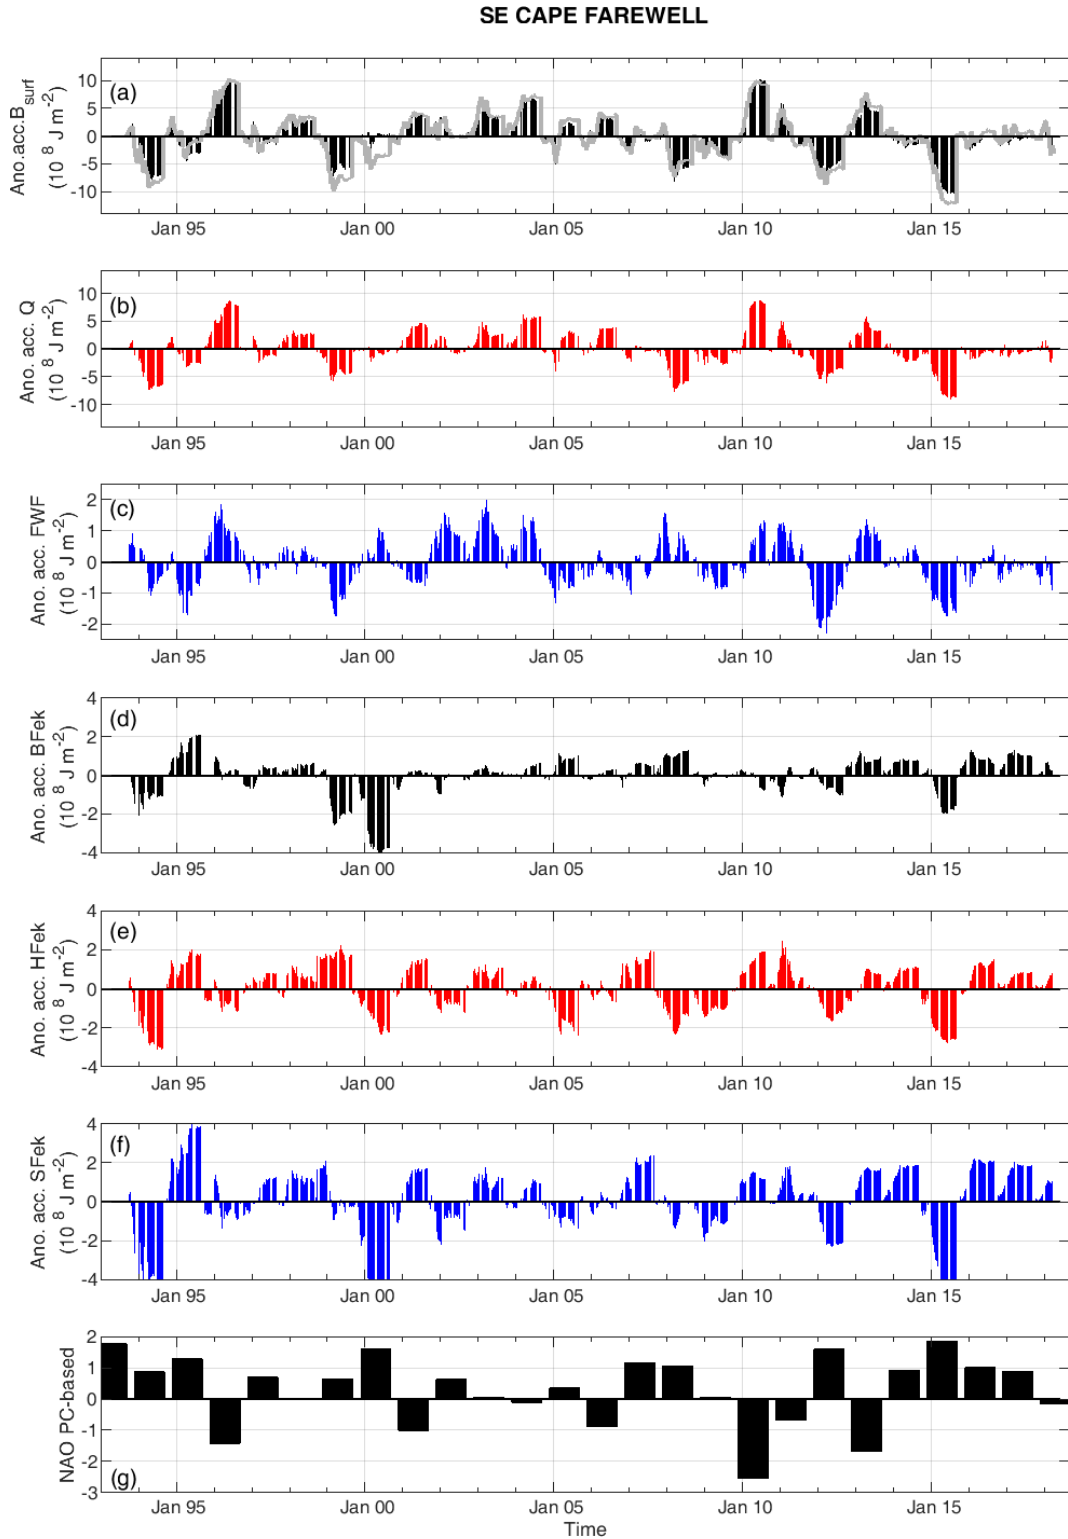 SE CAPE FAREWELL
Ano.acc.B_surf
(10 ^8 J m^-2)
(a)
10
5
0
-5
-10
Jan 95 Jan 00 Jan 05 Jan 10 Jan 15
Ano. acc. Q
(10 ^8 J m^-2)
(b)
10
5
0
-5
-10
Jan 95 Jan 00 Jan 05 Jan 10 Jan 15
Ano. acc. FWF
(10 ^8 J m^-2)
(c)
2
1
0
-1
-2
Jan 95 Jan 00 Jan 05 Jan 10 Jan 15
Ano. acc. BFek
(10 ^8 J m^-2)
(d)
4
2
0
-2
-4
Jan 95 Jan 00 Jan 05 Jan 10 Jan 15
Ano. acc. HFek
(10 ^8 J m^-2)
(e)
4
2
0
-2
-4
Jan 95 Jan 00 Jan 05 Jan 10 Jan 15
Ano. acc. SFek
(10 ^8 J m^-2)
(f)
4
2
0
-2
-4
Jan 95 Jan 00 Jan 05 Jan 10 Jan 15
NAO PC-based
2
1
0
-1
-2
-3
(g)
Jan 95 Jan 00 Jan 05 Jan 10 Jan 15
Time